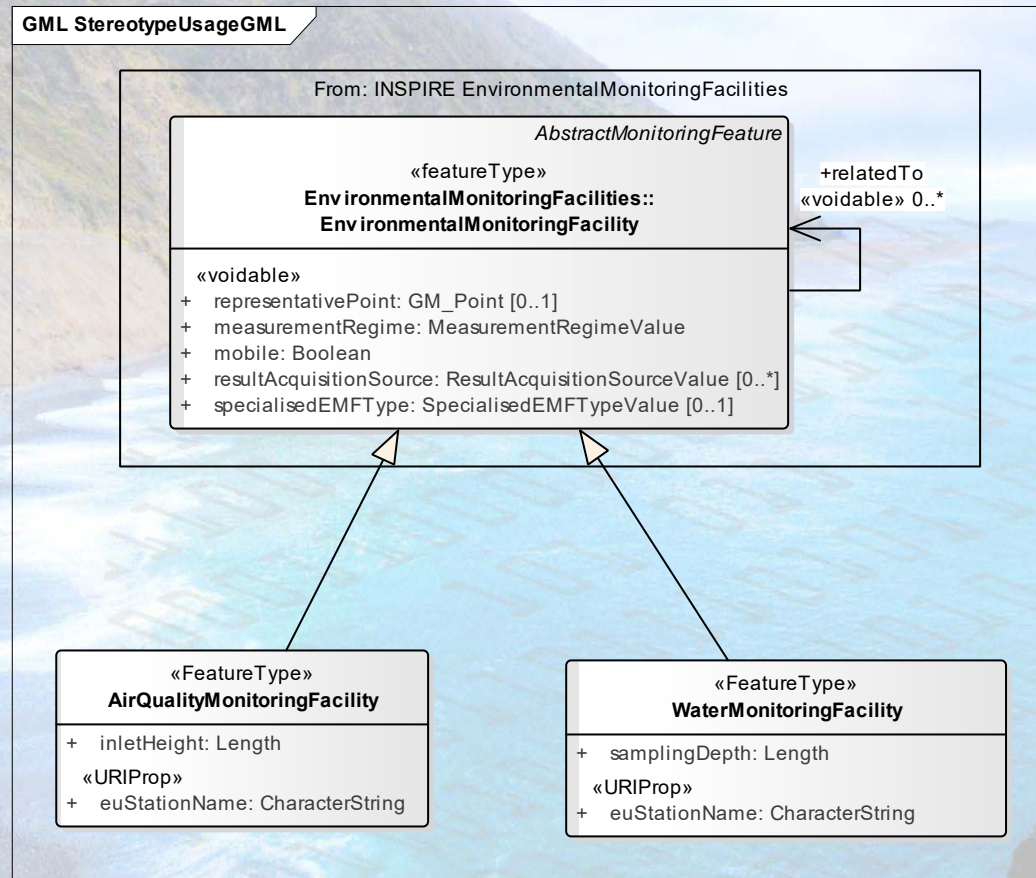 GML StereotypeUsageGML
From: INSPIRE EnvironmentalMonitoringFacilities
AbstractMonitoringFeature
«featureType»
EnvironmentalMonitoringFacilities::
EnvironmentalMonitoringFacility
+relatedTo
«voidable» 0..*
«voidable»
+ representativePoint: GM_Point [0..1]
+ measurementRegime: MeasurementRegimeValue
+ mobile: Boolean
+ resultAcquisitionSource: ResultAcquisitionSourceValue [0..*]
+ specialisedEMFType: SpecialisedEMFTypeValue [0..1]
«FeatureType»
AirQualityMonitoringFacility
+ inletHeight: Length
«URIProp»
+ euStationName: CharacterString
«FeatureType»
WaterMonitoringFacility
+ samplingDepth: Length
«URIProp»
+ euStationName: CharacterString